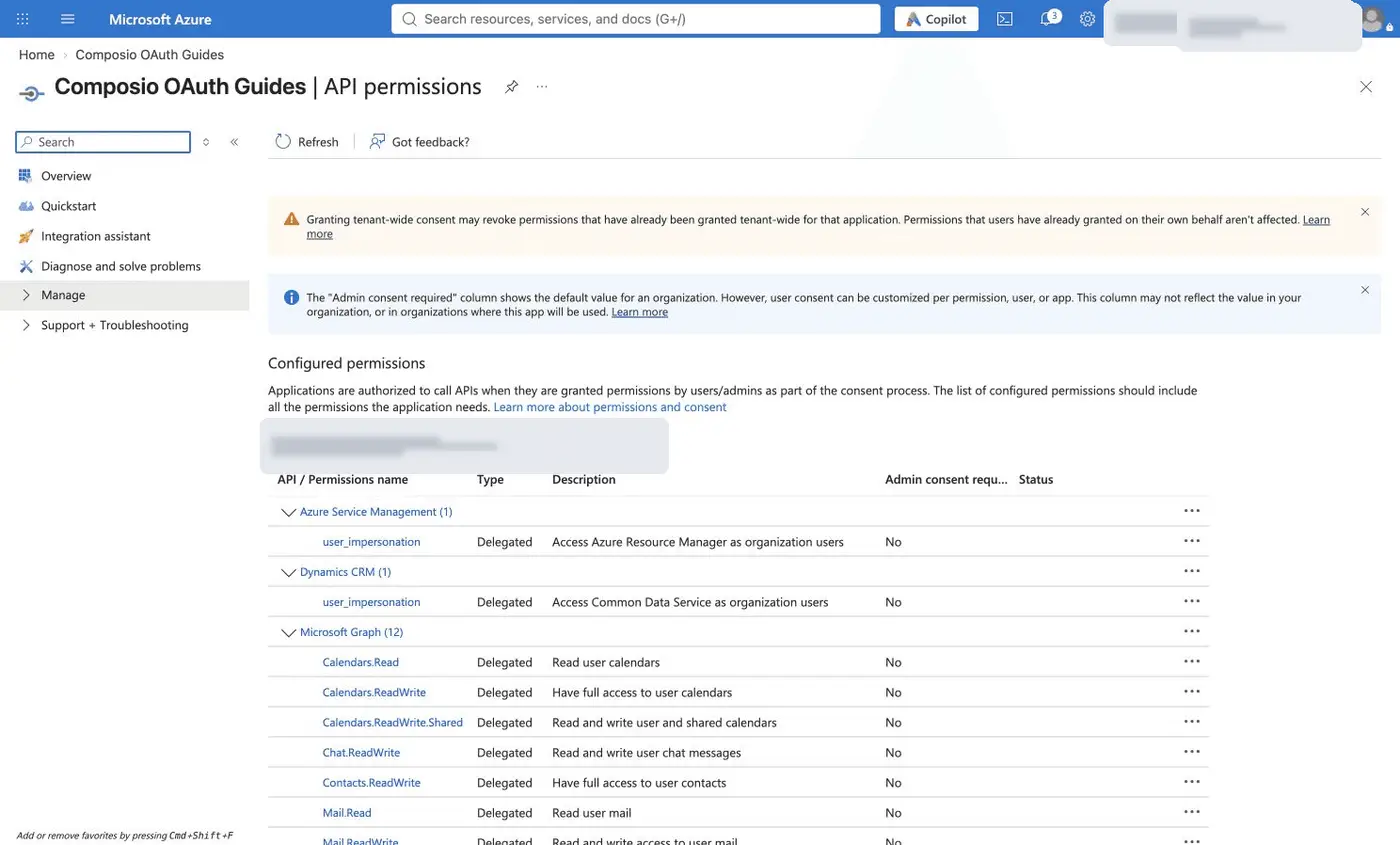 Microsoft Azure
Search resources, services, and docs (G+/)
Copilot
3
Home > Composio OAuth Guides
Composio OAuth Guides | API permissions
Search
Refresh
Got feedback?
Overview
Quickstart
Integration assistant
Diagnose and solve problems
Manage
Support + Troubleshooting
Granting tenant-wide consent may revoke permissions that have already been granted tenant-wide for that application. Permissions that users have already granted on their own behalf aren't affected. Learn
more
The "Admin consent required" column shows the default value for an organization. However, user consent can be customized per permission, user, or app. This column may not reflect the value in your
organization, or in organizations where this app will be used. Learn more
Configured permissions
Applications are authorized to call APIs when they are granted permissions by users/admins as part of the consent process. The list of configured permissions should include
all the permissions the application needs. Learn more about permissions and consent
API / Permissions name Type Description Admin consent requ... Status
Azure Service Management (1)
user_impersonation Delegated Access Azure Resource Manager as organization users No
Dynamics CRM (1)
user_impersonation Delegated Access Common Data Service as organization users No
Microsoft Graph (12)
Calendars.Read Delegated Read user calendars No
Calendars.ReadWrite Delegated Have full access to user calendars No
Calendars.ReadWrite.Shared Delegated Read and write user and shared calendars No
Chat.ReadWrite Delegated Read and write user chat messages No
Contacts.ReadWrite Delegated Have full access to user contacts No
Mail.Read Delegated Read user mail No
Mail.ReadWrite Delegated Read and write access to user mail No
Add or remove favorites by pressing Cmd+Shift+F